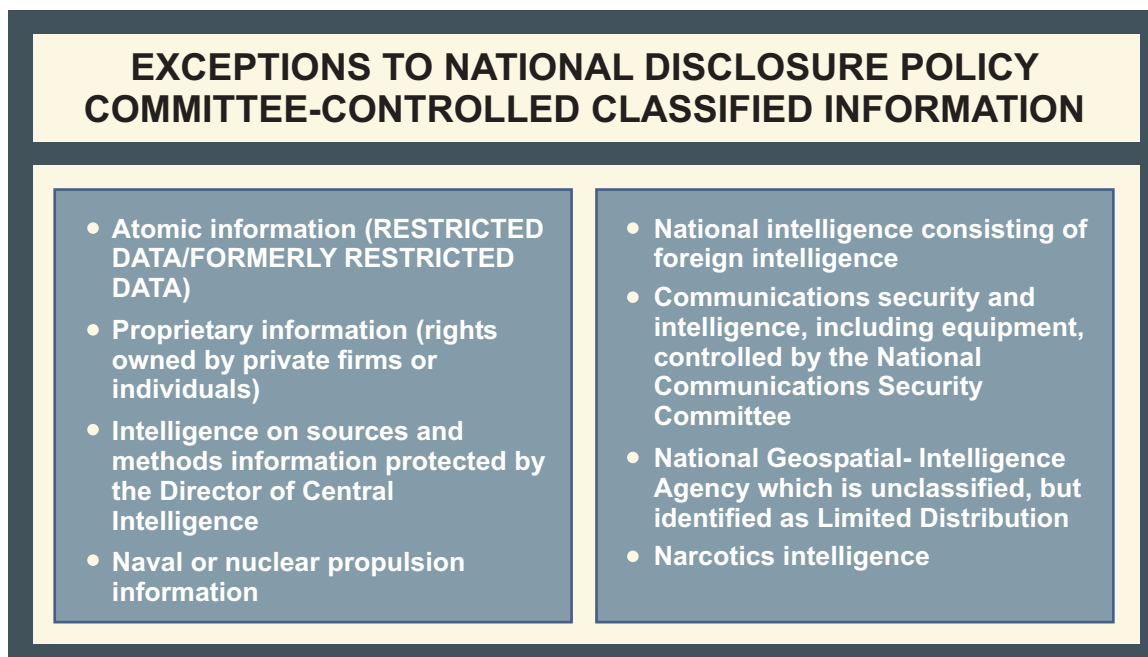 EXCEPTIONS TO NATIONAL DISCLOSURE POLICY
COMMITTEE-CONTROLLED CLASSIFIED INFORMATION
• Atomic information (RESTRICTED
DATA/FORMERLY RESTRICTED
DATA)
• Proprietary information (rights
owned by private firms or
individuals)
• Intelligence on sources and
methods information protected by
the Director of Central
Intelligence
• Naval or nuclear propulsion
information
• National intelligence consisting of
foreign intelligence
• Communications security and
intelligence, including equipment,
controlled by the National
Communications Security
Committee
• National Geospatial- Intelligence
Agency which is unclassified, but
identified as Limited Distribution
• Narcotics intelligence